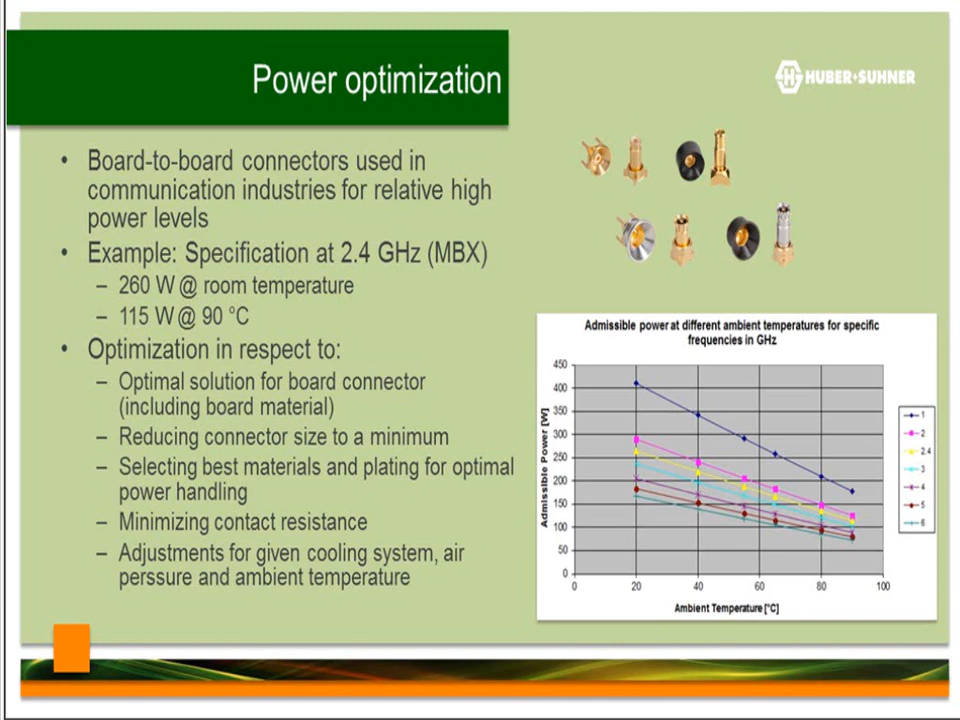 Power optimization
HUBER+SUHNER
• Board-to-board connectors used in
communication industries for relative high
power levels
• Example: Specification at 2.4 GHz (MBX)
– 260 W @ room temperature
– 115 W @ 90 °C
• Optimization in respect to:
– Optimal solution for board connector
(including board material)
– Reducing connector size to a minimum
– Selecting best materials and plating for optimal
power handling
– Minimizing contact resistance
– Adjustments for given cooling system, air
perssure and ambient temperature
Admissible power at different ambient temperatures for specific
frequencies in GHz
Admissible Power [W]
450
400
350
300
250
200
150
100
50
0
0 20 40 60 80 100
Ambient Temperature [°C]
1
2
2.4
3
4
5
6